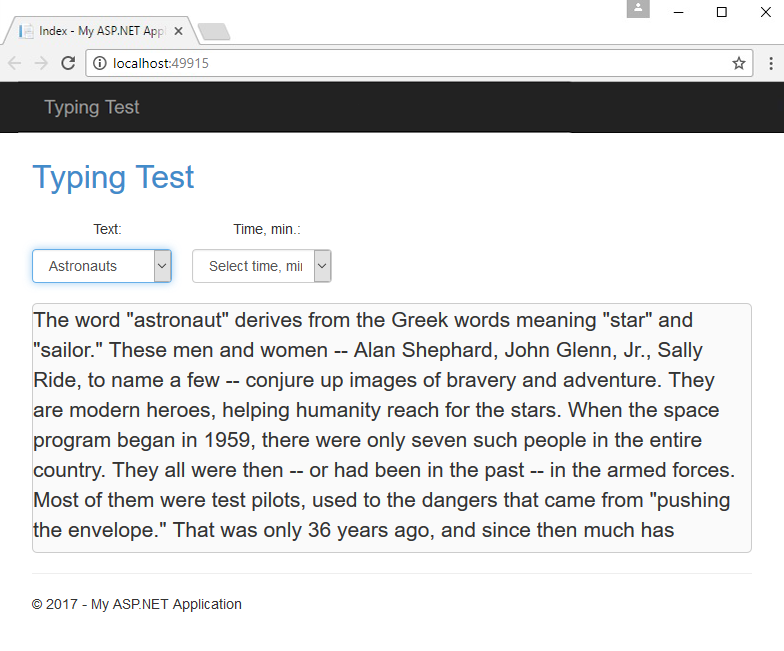 Index - My ASP.NET Appl
localhost:49915
Typing Test
Typing Test
Text: Time, min.:
Astronauts Select time, mi
The word "astronaut" derives from the Greek words meaning "star" and
"sailor." These men and women -- Alan Shephard, John Glenn, Jr., Sally
Ride, to name a few -- conjure up images of bravery and adventure. They
are modern heroes, helping humanity reach for the stars. When the space
program began in 1959, there were only seven such people in the entire
country. They all were then -- or had been in the past -- in the armed forces.
Most of them were test pilots, used to the dangers that came from "pushing
the envelope." That was only 36 years ago, and since then much has
© 2017 - My ASP.NET Application